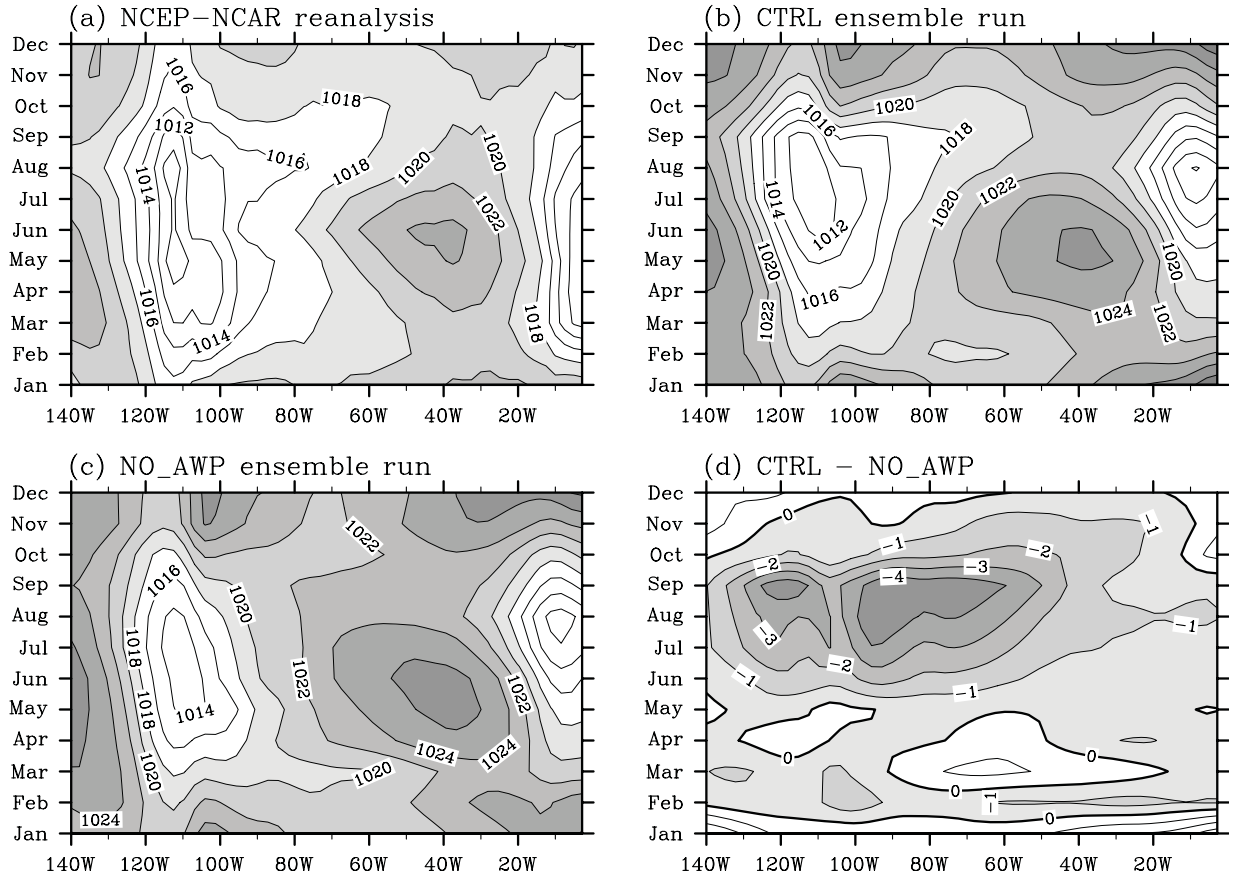 (a) NCEP−NCAR reanalysis
Dec
Nov
Oct
Sep
Aug
Jul
Jun
May
Apr
Mar
Feb
Jan
140W 120W 100W 80W 60W 40W 20W
1016
1018
1012
1016
1020
1020
1018
1014
1022
1016
1018
1014
(b) CTRL ensemble run
Dec
Nov
Oct
Sep
Aug
Jul
Jun
May
Apr
Mar
Feb
Jan
140W 120W 100W 80W 60W 40W 20W
1020
1016
1018
1022
1014
1020
1012
1020
1020
1016
1024
1022
1022
(c) NO_AWP ensemble run
Dec
Nov
Oct
Sep
Aug
Jul
Jun
May
Apr
Mar
Feb
Jan
140W 120W 100W 80W 60W 40W 20W
1022
1016
1020
1018
1022
1022
1018
1014
1024
1024
1020
1020
1024
(d) CTRL − NO_AWP
Dec
Nov
Oct
Sep
Aug
Jul
Jun
May
Apr
Mar
Feb
Jan
140W 120W 100W 80W 60W 40W 20W
0
−1
−1
−2
−2
−3
−4
−1
−3
−2
−1
−1
0
0
0
−1
0